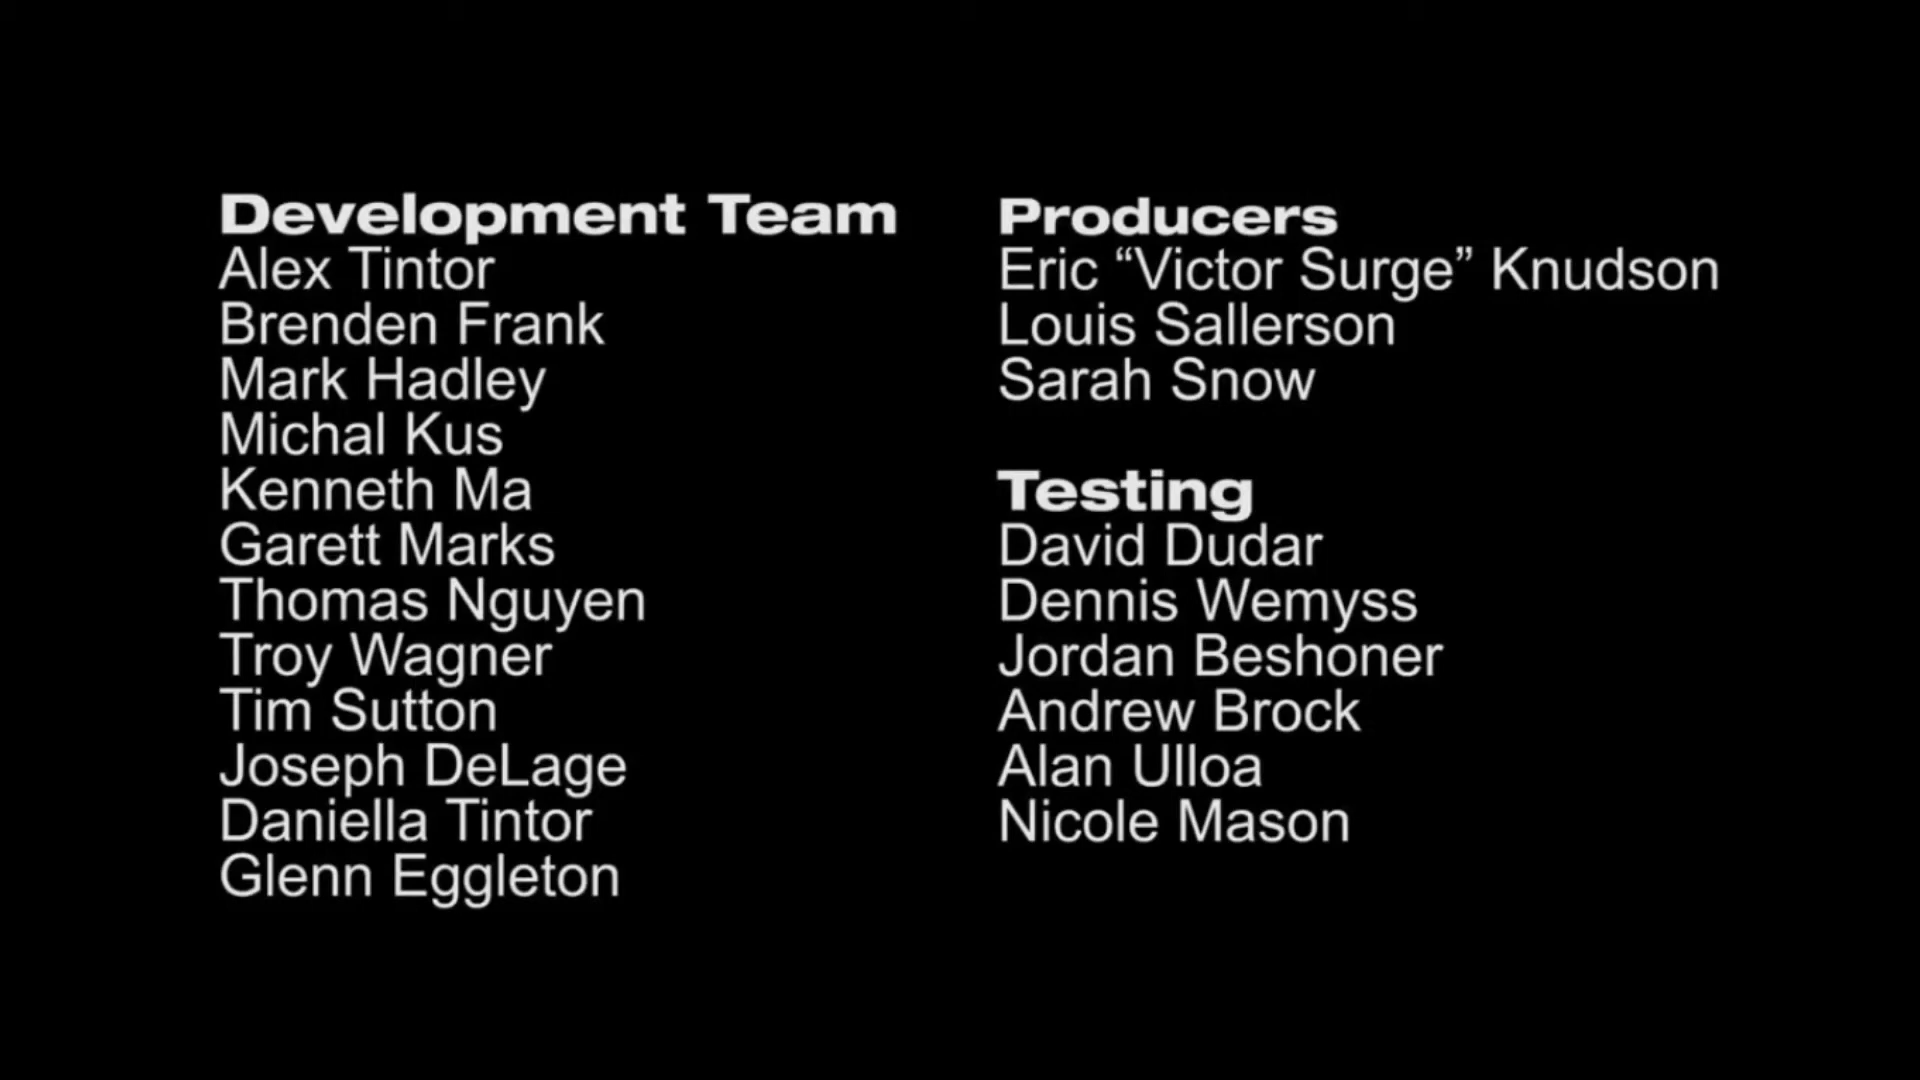 Development Team
Alex Tintor
Brenden Frank
Mark Hadley
Michal Kus
Kenneth Ma
Garett Marks
Thomas Nguyen
Troy Wagner
Tim Sutton
Joseph DeLage
Daniella Tintor
Glenn Eggleton
Producers
Eric “Victor Surge” Knudson
Louis Sallerson
Sarah Snow
Testing
David Dudar
Dennis Wemyss
Jordan Beshoner
Andrew Brock
Alan Ulloa
Nicole Mason